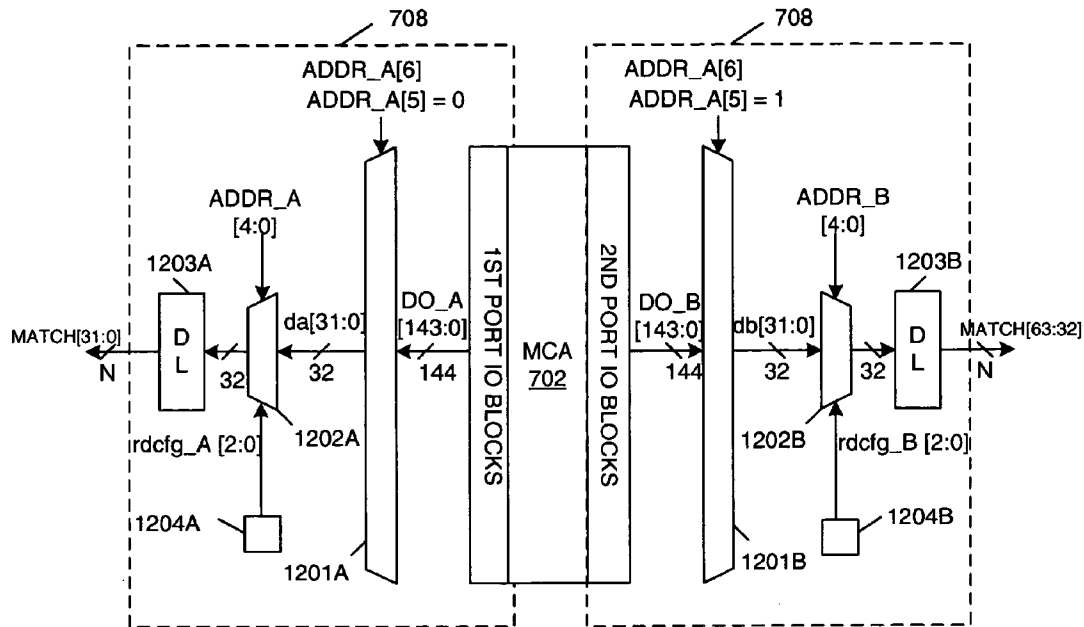 708
708
ADDR_A[6]
ADDR_A[5] = 0
ADDR_A[6]
ADDR_A[5] = 1
ADDR_A
[4:0]
ADDR_B
[4:0]
1203A
1203B
D
L
MATCH[31:0]
N
32
da[31:0]
32
DO_A
[143:0]
144
1ST PORT IO BLOCKS
MCA
702
2ND PORT IO BLOCKS
DO_B
[143:0]
144
db[31:0]
32
32
D
L
MATCH[63:32]
N
1202A
1202B
rdcfg_A [2:0]
rdcfg_B [2:0]
1204A
1201A
1201B
1204B